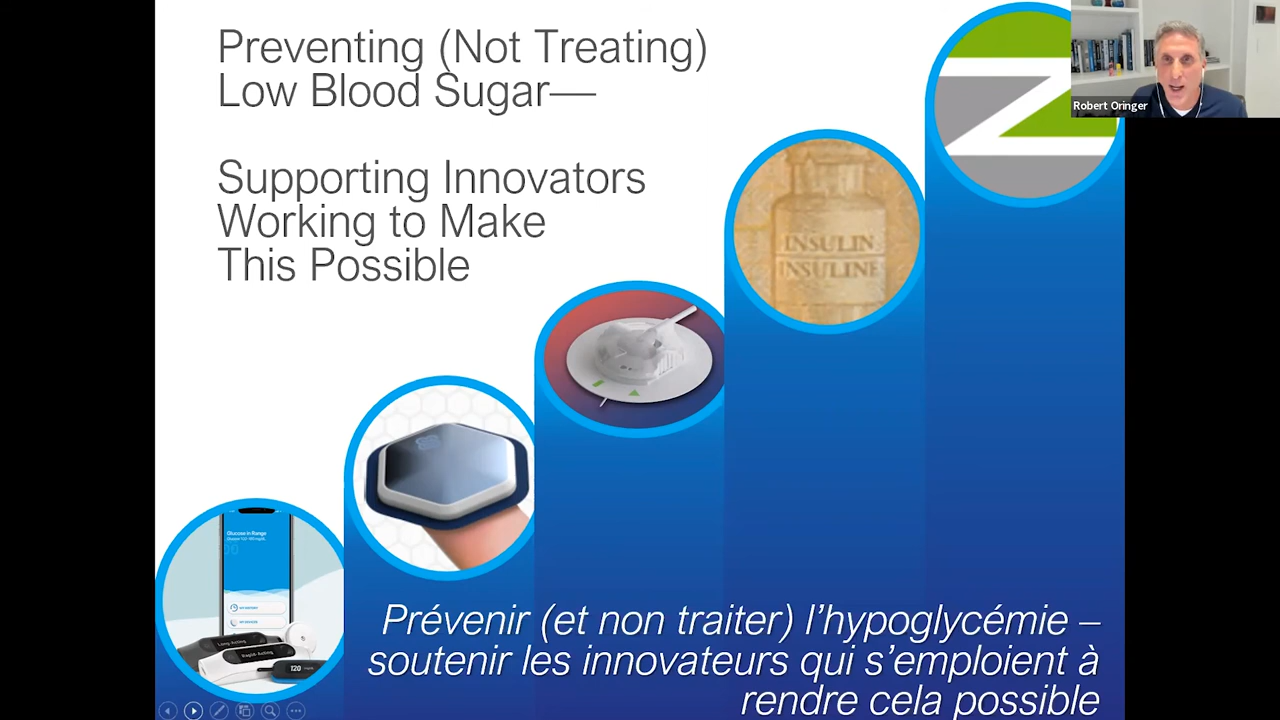 Preventing (Not Treating)
Low Blood Sugar—
Supporting Innovators
Working to Make
This Possible
Robert Oringer
INSULIN
INSULINE
Glucose in Range
Long Acting
Rapid-Acting
120
Prévenir (et non traiter) l’hypoglycémie –
soutenir les innovateurs qui s’emploient à
rendre cela possible